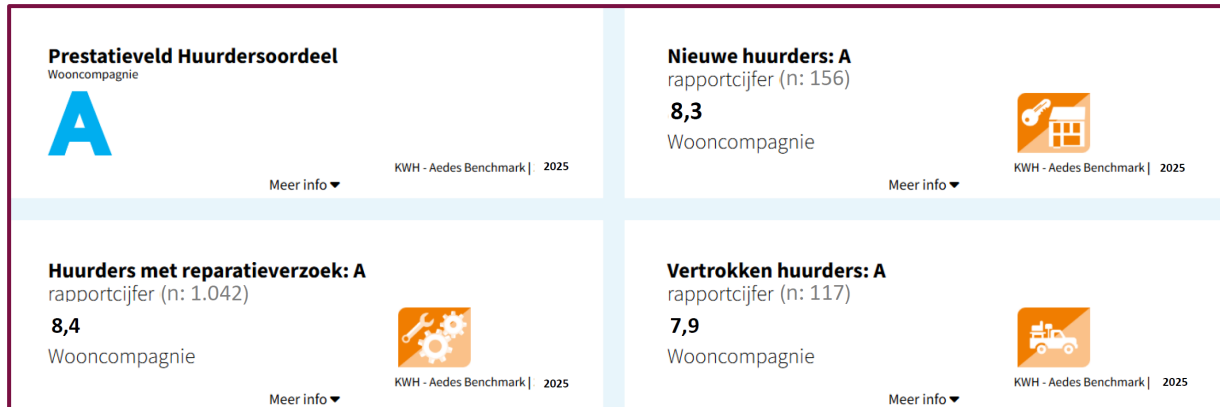 Prestatieveld Huurdersoordeel
Wooncompagnie
A
KWH - Aedes Benchmark | 2025
Meer info
Nieuwe huurders: A
rapportcijfer (n: 156)
8,3
Wooncompagnie
KWH - Aedes Benchmark | 2025
Meer info
Huurders met reparatieverzoek: A
rapportcijfer (n: 1.042)
8,4
Wooncompagnie
KWH - Aedes Benchmark | 2025
Meer info
Vertrokken huurders: A
rapportcijfer (n: 117)
7,9
Wooncompagnie
KWH - Aedes Benchmark | 2025
Meer info